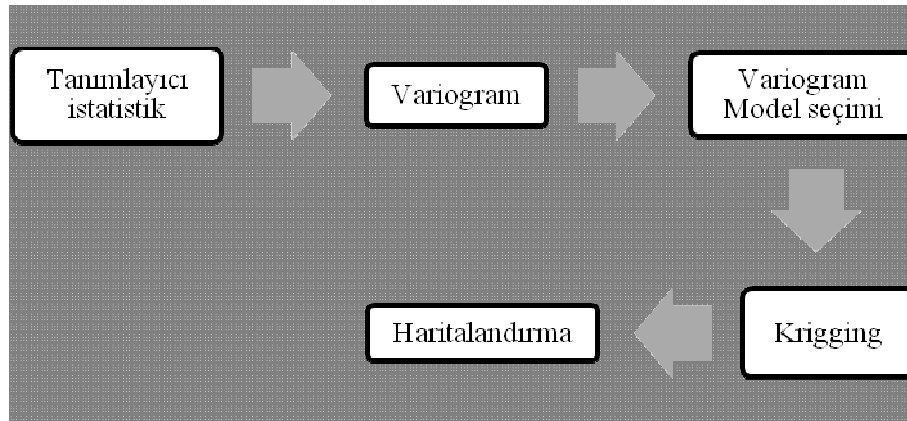 Tanımlayıcı
istatistik
Variogram
Variogram
Model seçimi
Krigging
Haritalandırma